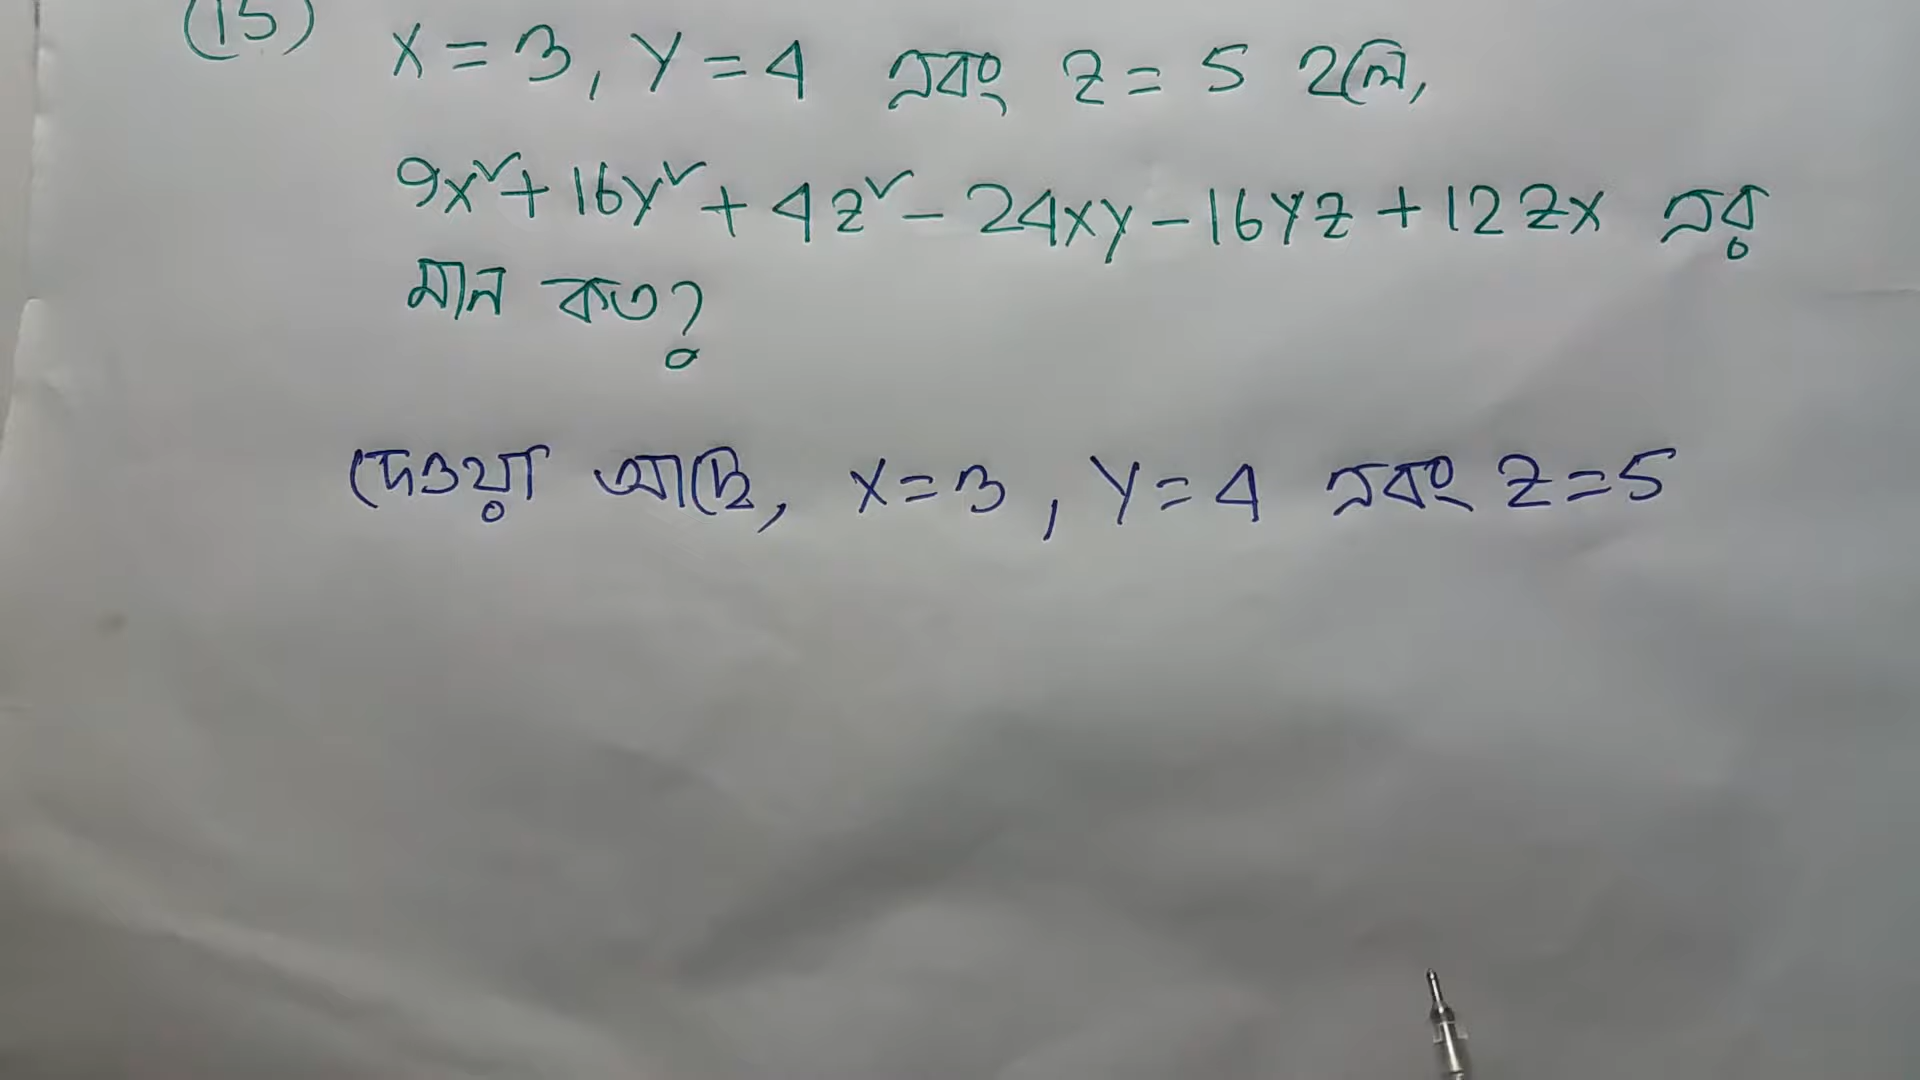 (15) X = 3, Y = 4 এবং Z = 5 হলে,
9x² + 16y² + 4z² - 24xy - 16yz + 12zx এর
মান কত?
দেওয়া আছে, X = 3, Y = 4 এবং Z = 5